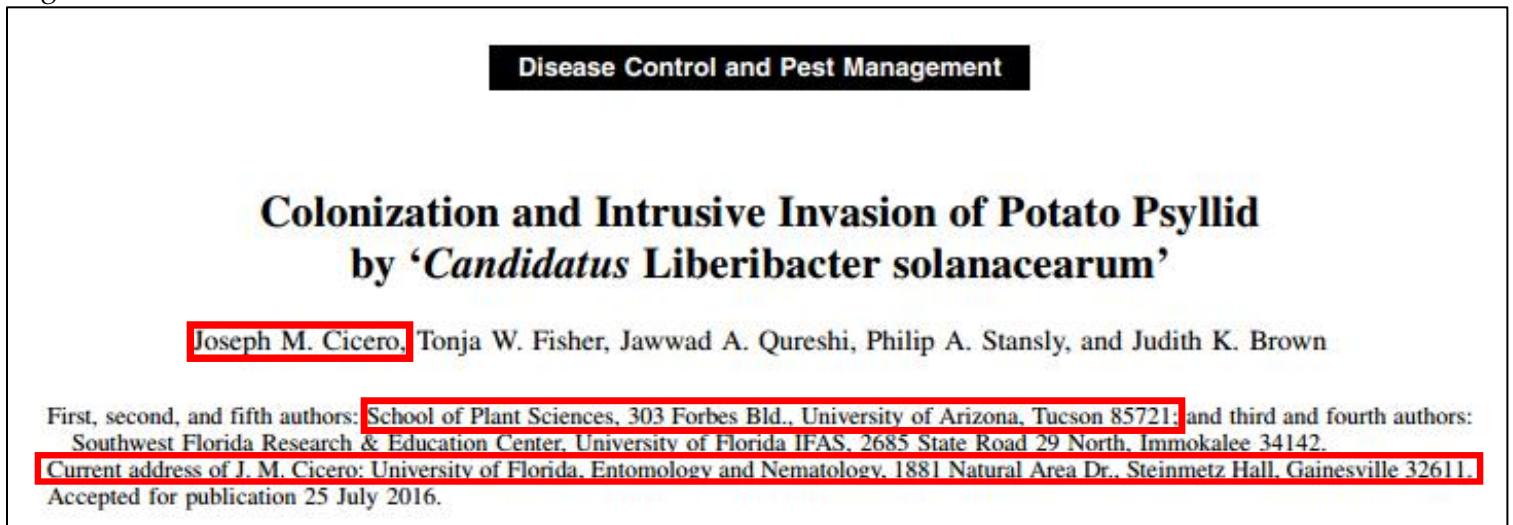 Disease Control and Pest Management
Colonization and Intrusive Invasion of Potato Psyllid
by ‘Candidatus Liberibacter solanacearum’
Joseph M. Cicero, Tonja W. Fisher, Jawwad A. Qureshi, Philip A. Stansly, and Judith K. Brown
First, second, and fifth authors: School of Plant Sciences, 303 Forbes Bld., University of Arizona, Tucson 85721; and third and fourth authors:
Southwest Florida Research & Education Center, University of Florida IFAS, 2685 State Road 29 North, Immokalee 34142.
Current address of J. M. Cicero: University of Florida, Entomology and Nematology, 1881 Natural Area Dr., Steinmetz Hall, Gainesville 32611.
Accepted for publication 25 July 2016.